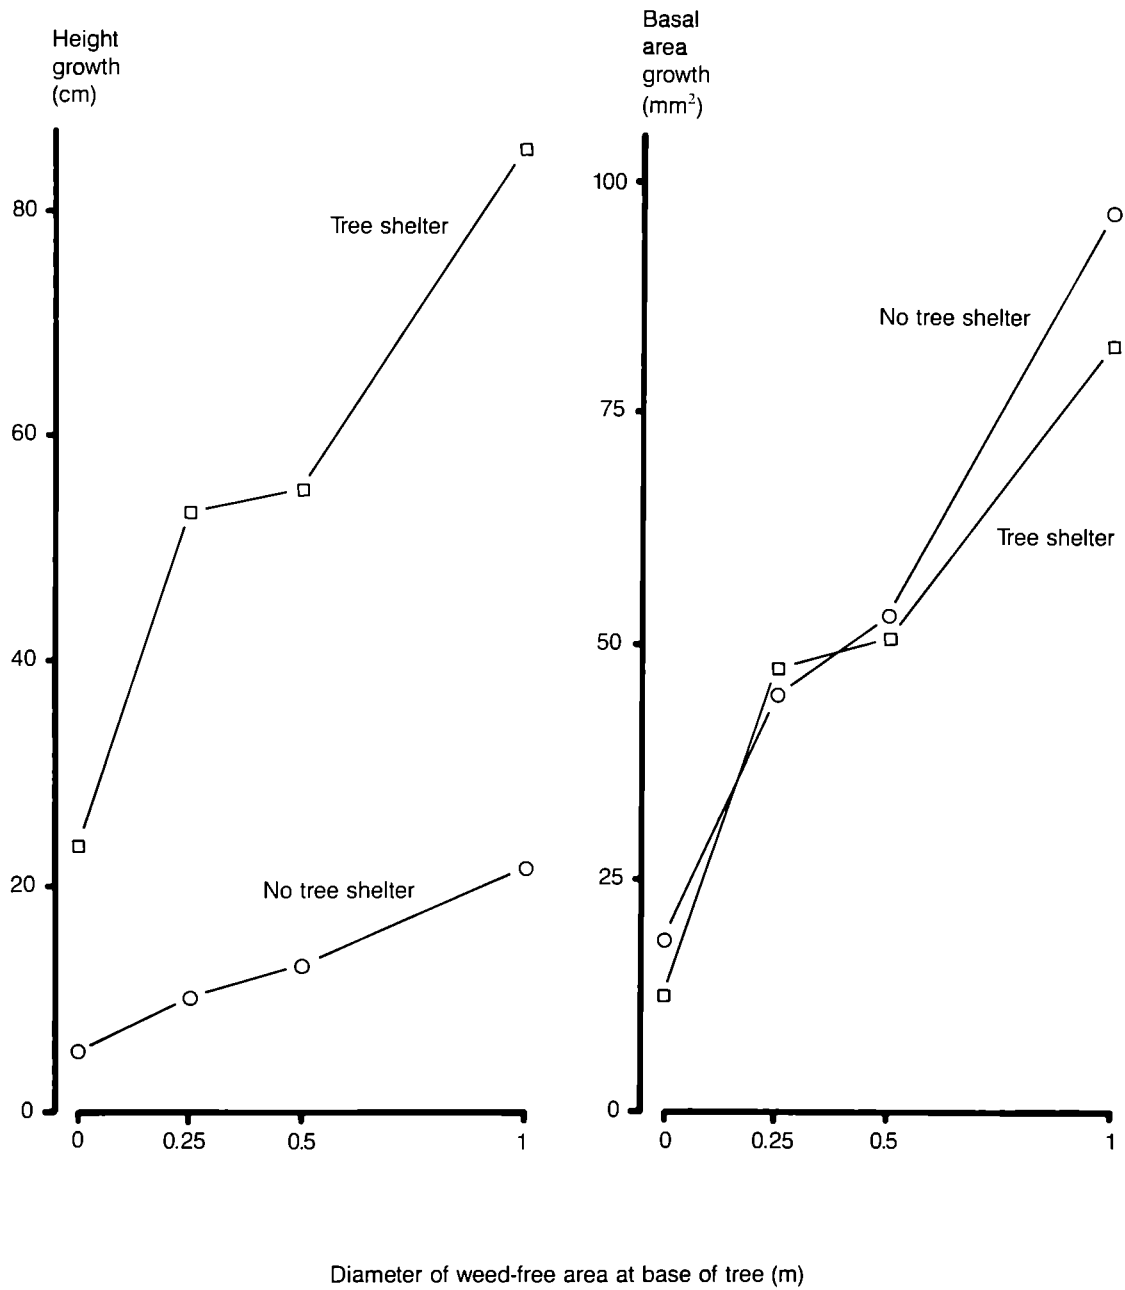 Height
growth
(cm)
80
60
40
20
0
Tree shelter
No tree shelter
0 0.25 0.5 1
Basal
area
growth
(mm²)
100
75
50
25
0
No tree shelter
Tree shelter
0 0.25 0.5 1
Diameter of weed-free area at base of tree (m)